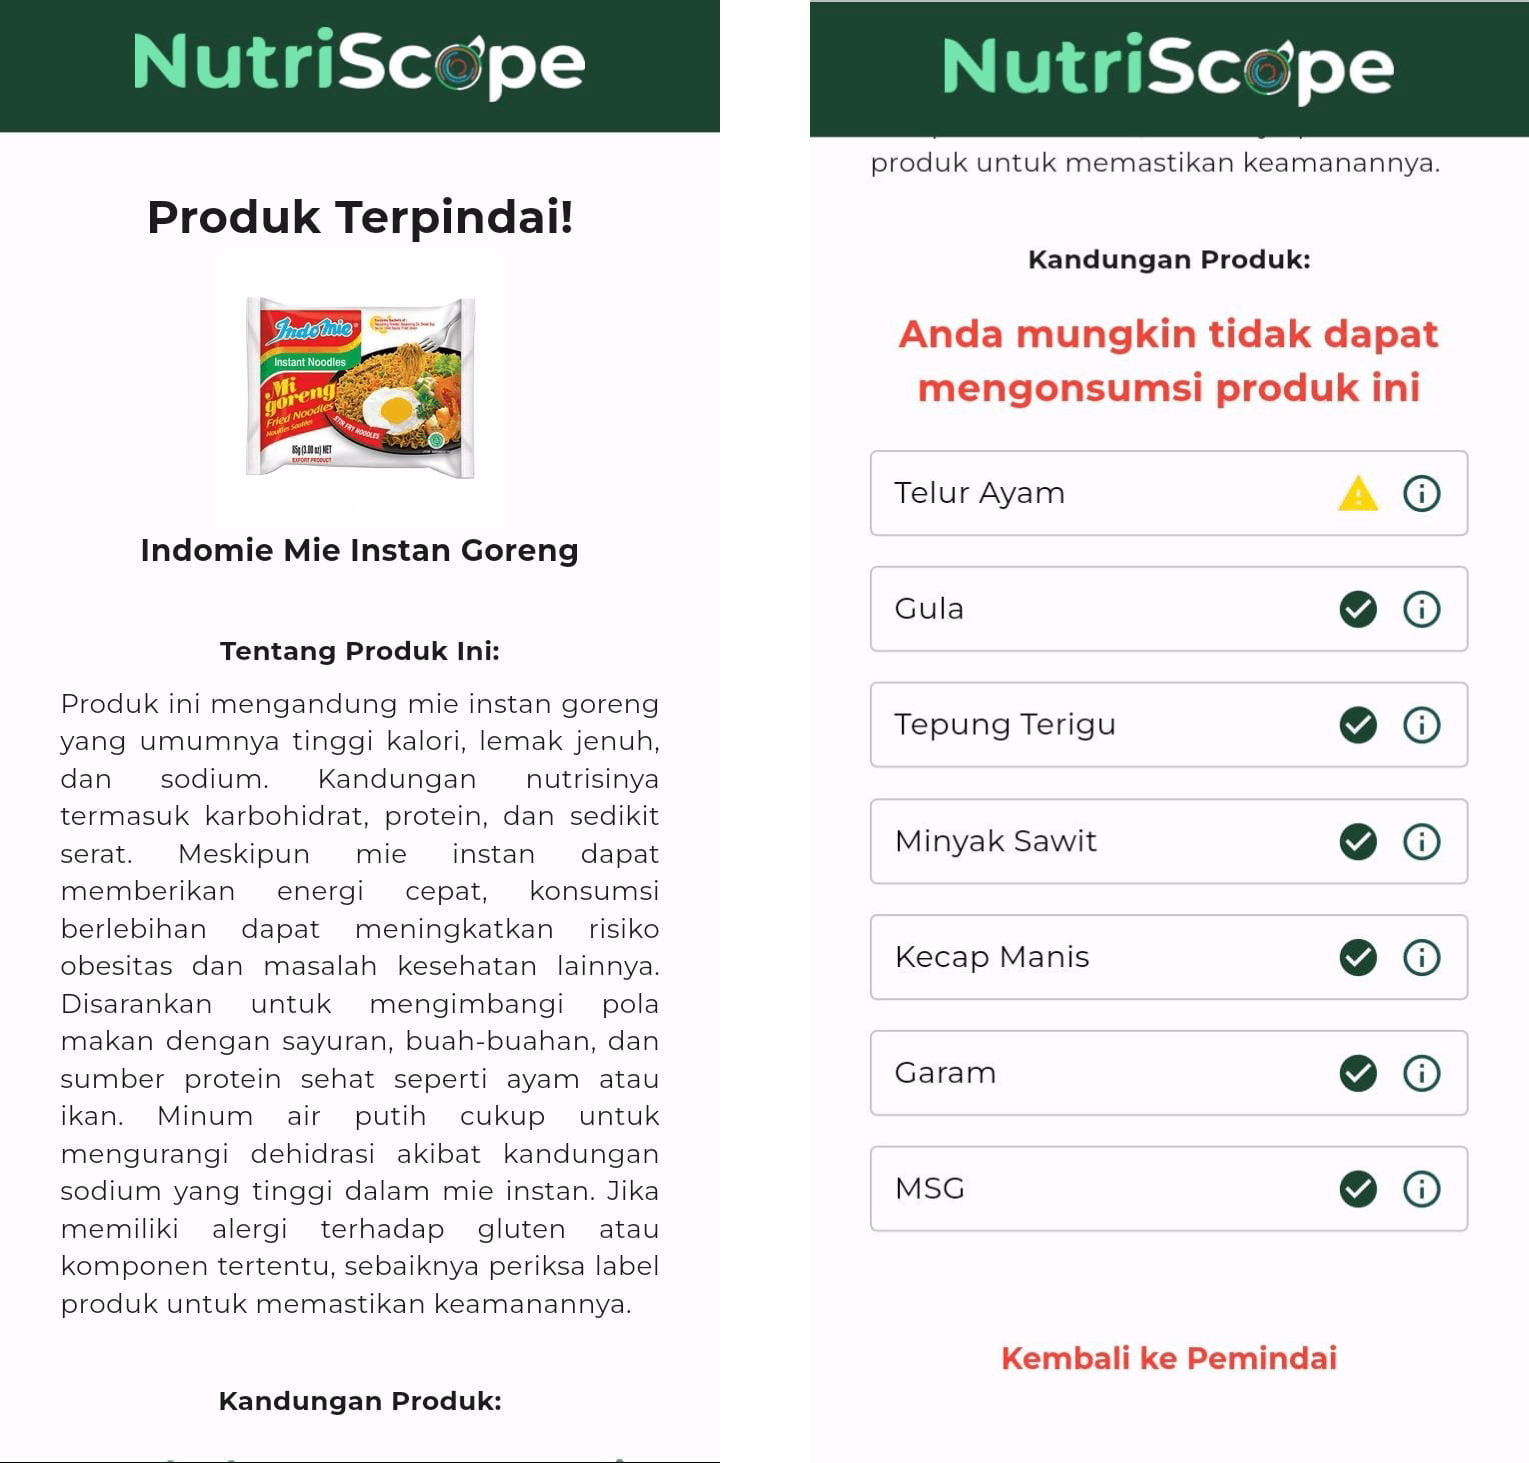 NutriScope
Produk Terpindai!
Indomie
Instant Noodles
Mi
goreng
Fried Noodles
Nouilles Sautées
STIR FRY NOODLES
85g (3.00 oz) NET
EXPORT PRODUCT
Indomie Mie Instan Goreng
Tentang Produk Ini:
Produk ini mengandung mie instan goreng
yang umumnya tinggi kalori, lemak jenuh,
dan sodium. Kandungan nutrisinya
termasuk karbohidrat, protein, dan sedikit
serat. Meskipun mie instan dapat
memberikan energi cepat, konsumsi
berlebihan dapat meningkatkan risiko
obesitas dan masalah kesehatan lainnya.
Disarankan untuk mengimbangi pola
makan dengan sayuran, buah-buahan, dan
sumber protein sehat seperti ayam atau
ikan. Minum air putih cukup untuk
mengurangi dehidrasi akibat kandungan
sodium yang tinggi dalam mie instan. Jika
memiliki alergi terhadap gluten atau
komponen tertentu, sebaiknya periksa label
produk untuk memastikan keamanannya.
Kandungan Produk:
NutriScope
produk untuk memastikan keamanannya.
Kandungan Produk:
Anda mungkin tidak dapat
mengonsumsi produk ini
Telur Ayam
Gula
Tepung Terigu
Minyak Sawit
Kecap Manis
Garam
MSG
Kembali ke Pemindai